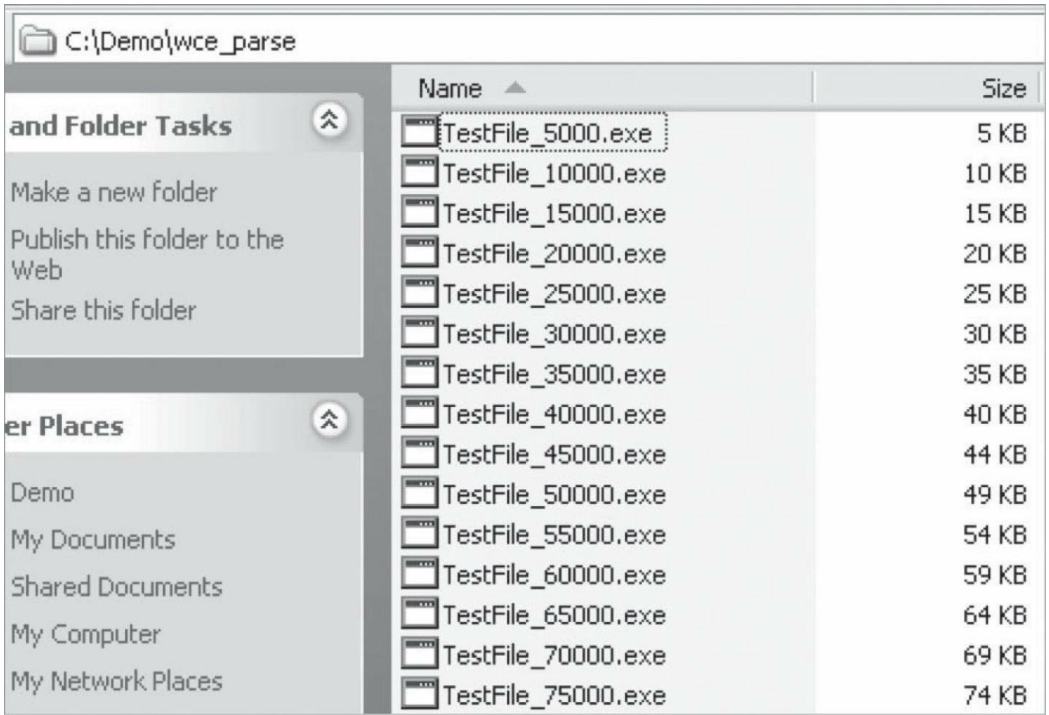 C:\Demo\wce_parse
and Folder Tasks
Make a new folder
Publish this folder to the
Web
Share this folder
er Places
Demo
My Documents
Shared Documents
My Computer
My Network Places
Name Size
TestFile_5000.exe 5 KB
TestFile_10000.exe 10 KB
TestFile_15000.exe 15 KB
TestFile_20000.exe 20 KB
TestFile_25000.exe 25 KB
TestFile_30000.exe 30 KB
TestFile_35000.exe 35 KB
TestFile_40000.exe 40 KB
TestFile_45000.exe 44 KB
TestFile_50000.exe 49 KB
TestFile_55000.exe 54 KB
TestFile_60000.exe 59 KB
TestFile_65000.exe 64 KB
TestFile_70000.exe 69 KB
TestFile_75000.exe 74 KB